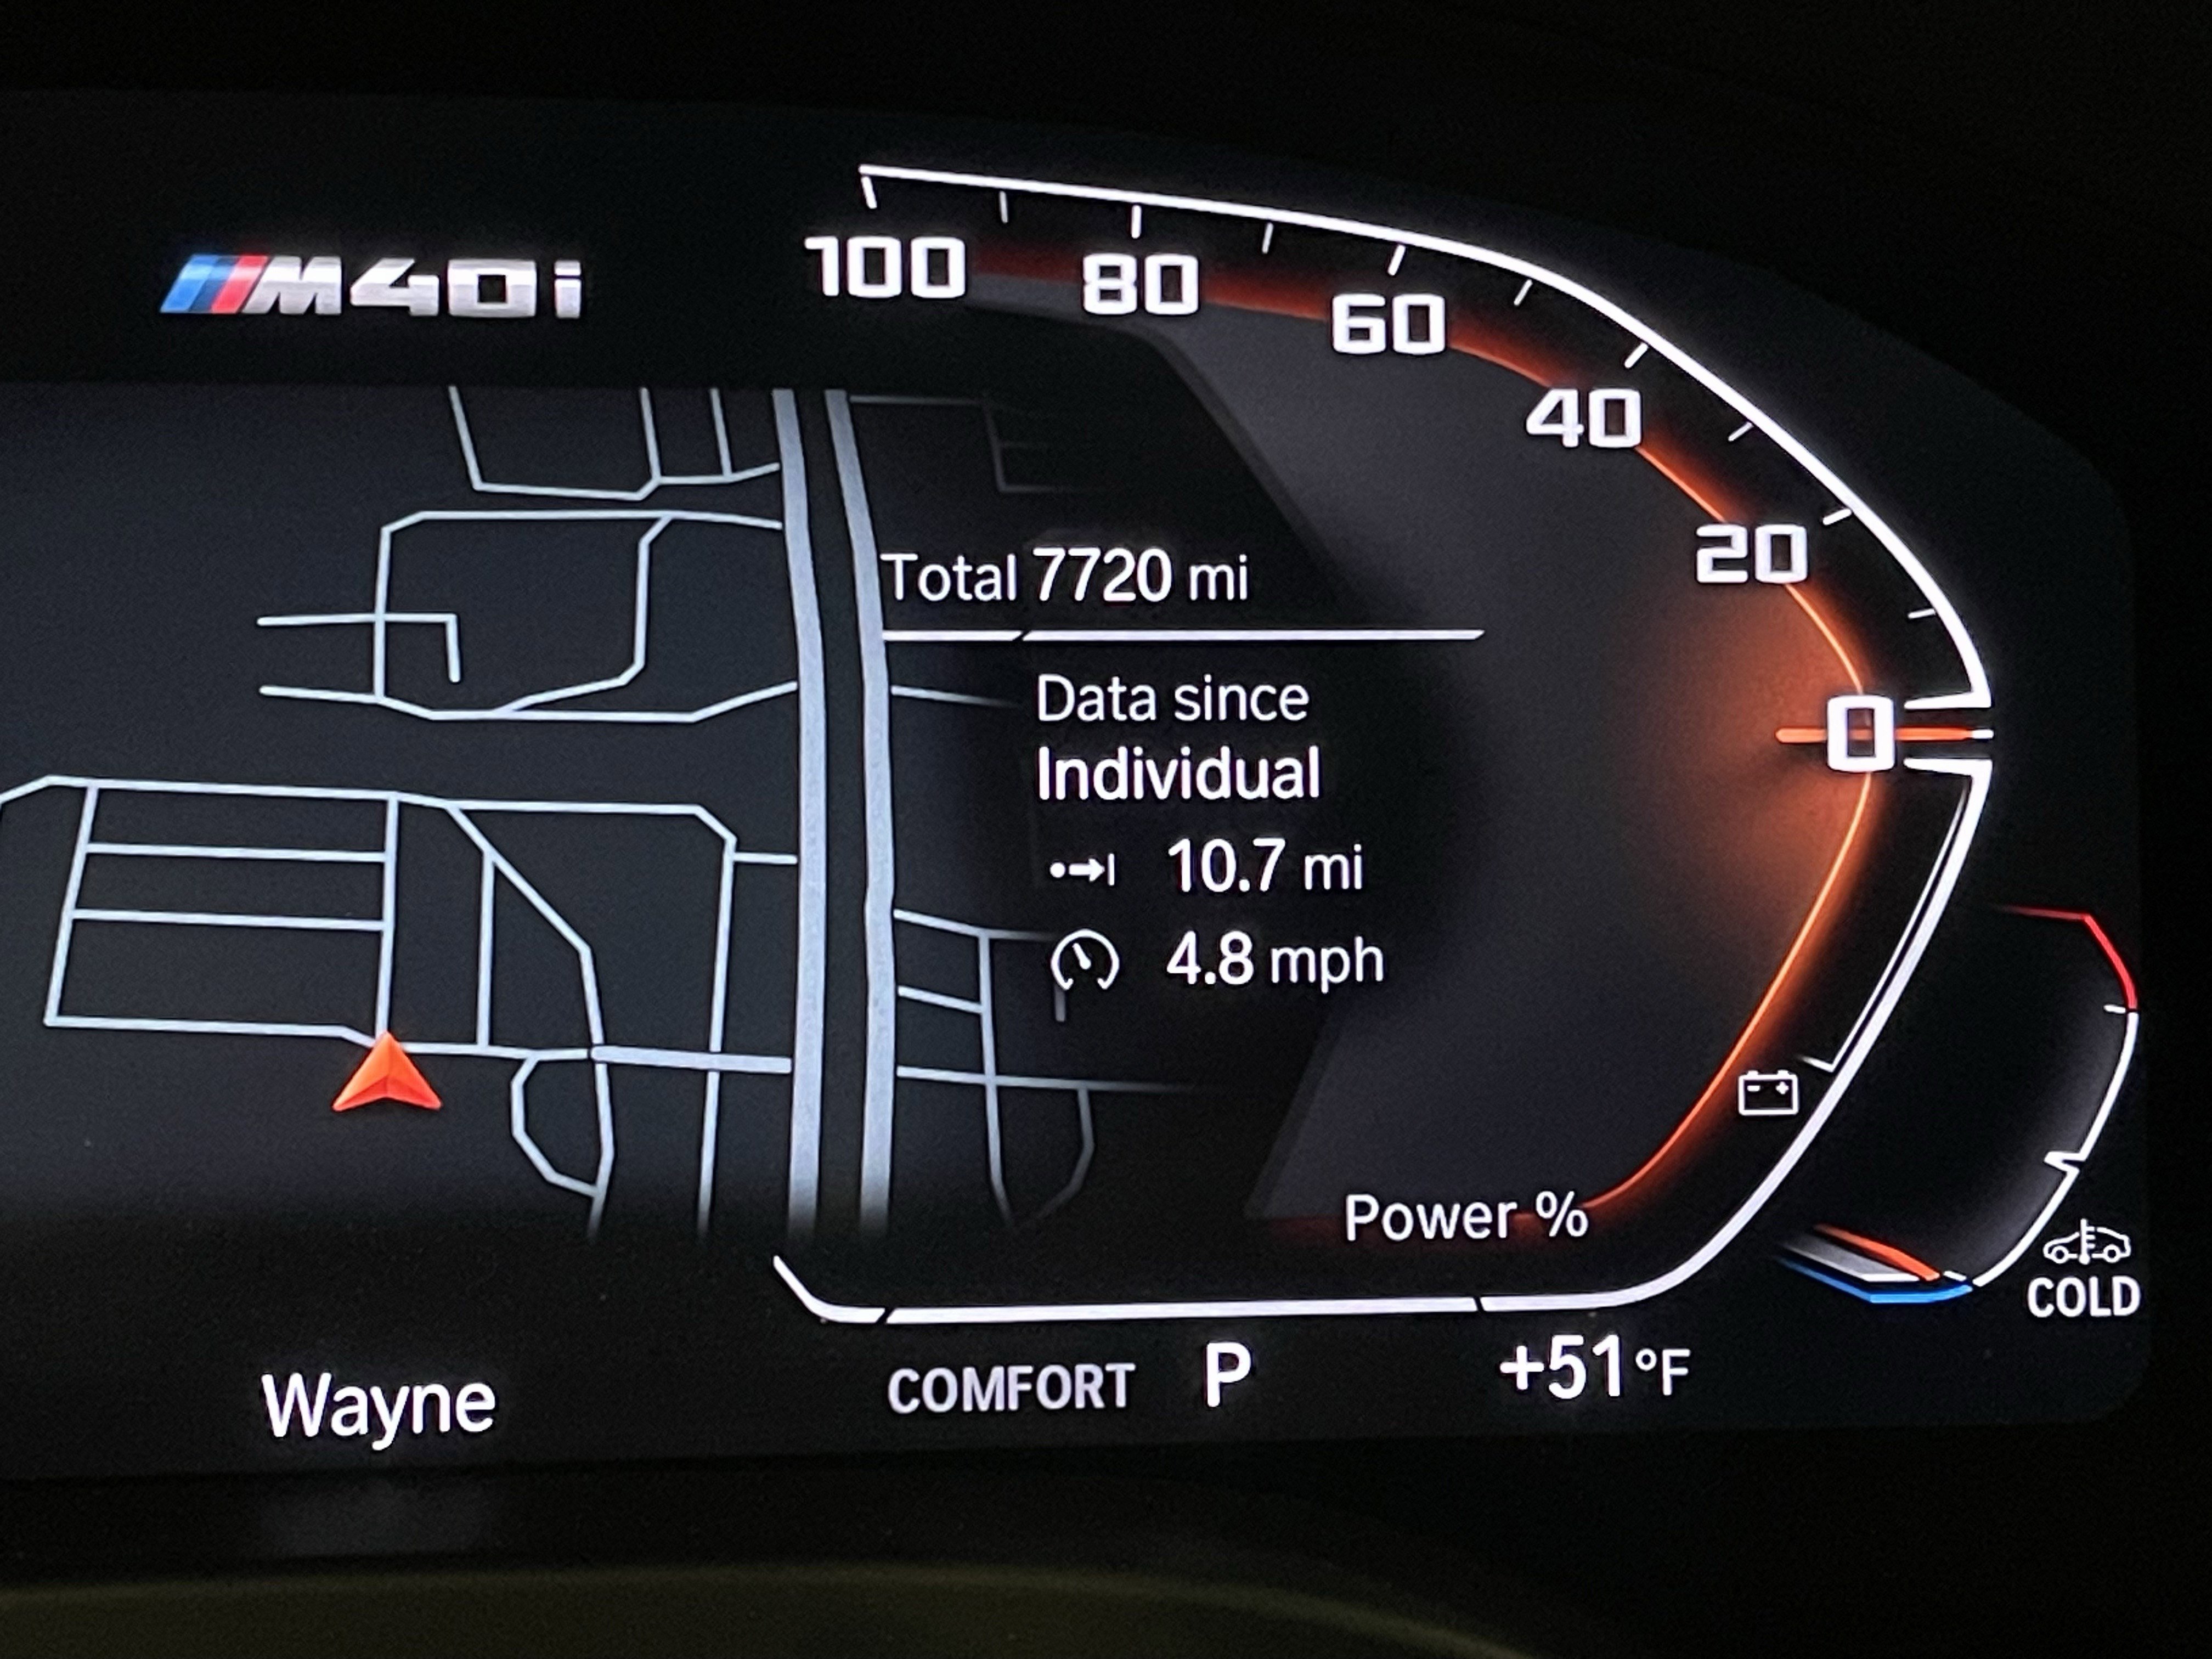 M40i
100
80
60
40
20
0
Total 7720 mi
Data since
Individual
10.7 mi
4.8 mph
Power %
COLD
Wayne
COMFORT P +51°F